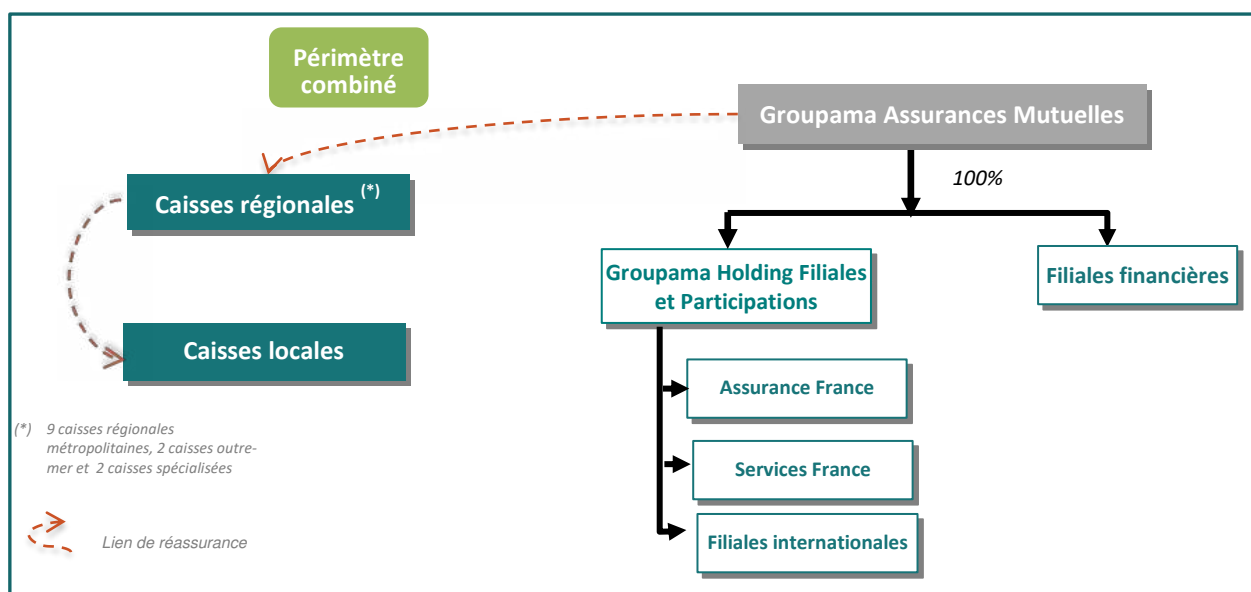 Périmètre
combiné
Groupama Assurances Mutuelles
100%
Caisses régionales (*)
Groupama Holding Filiales
et Participations
Filiales financières
Caisses locales
Assurance France
Services France
Filiales internationales
(*) 9 caisses régionales
métropolitaines, 2 caisses outre-
mer et 2 caisses spécialisées
Lien de réassurance